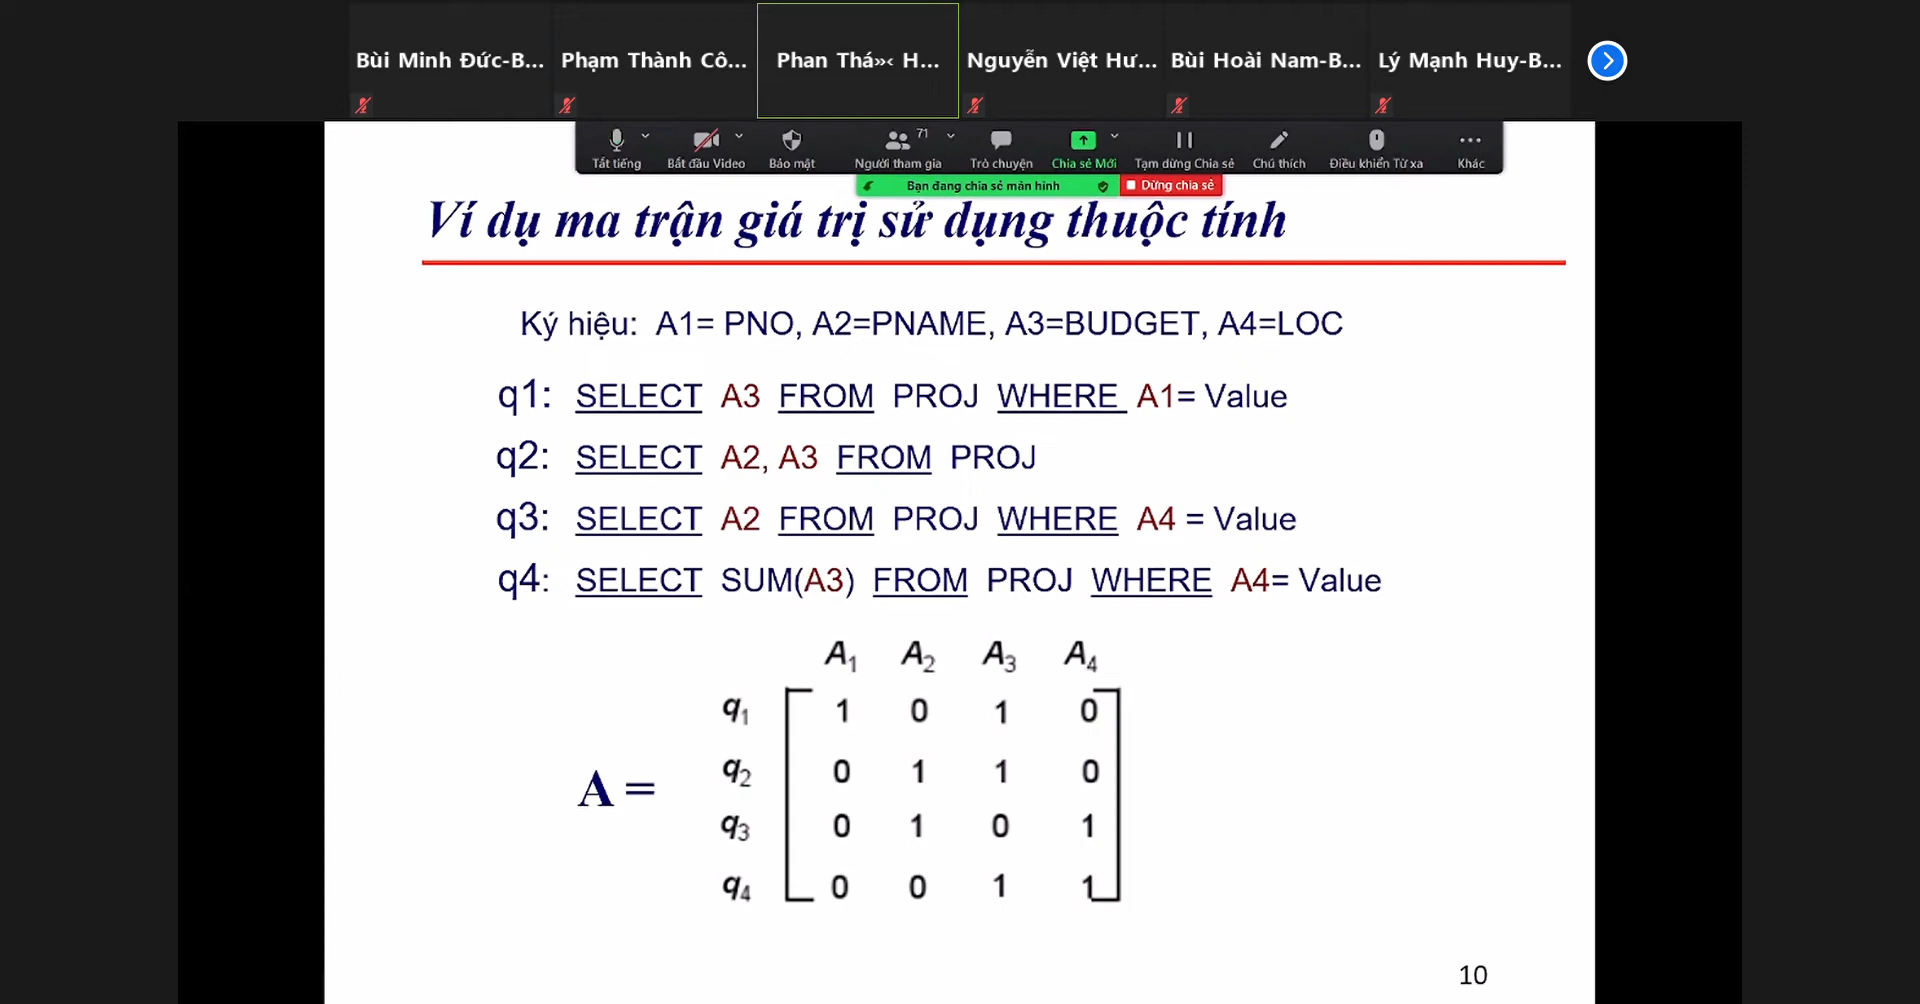 Bùi Minh Đức-B...
Phạm Thành Cô...
Phan Thá»‹ H...
Nguyễn Việt Hư...
Bùi Hoài Nam-B...
Lý Mạnh Huy-B...
71
Tắt tiếng
Bắt đầu Video
Bảo mật
Người tham gia
Trò chuyện
Chia sẻ Mới
Tạm dừng Chia sẻ
Chú thích
Điều khiển Từ xa
Khác
Bạn đang chia sẻ màn hình
Dừng chia sẻ
Ví dụ ma trận giá trị sử dụng thuộc tính
Ký hiệu: A1= PNO, A2=PNAME, A3=BUDGET, A4=LOC
q1: SELECT A3 FROM PROJ WHERE A1= Value
q2: SELECT A2, A3 FROM PROJ
q3: SELECT A2 FROM PROJ WHERE A4 = Value
q4: SELECT SUM(A3) FROM PROJ WHERE A4= Value
A1 A2 A3 A4
q1 1 0 1 0
q2 0 1 1 0
A =
q3 0 1 0 1
q4 0 0 1 1
10